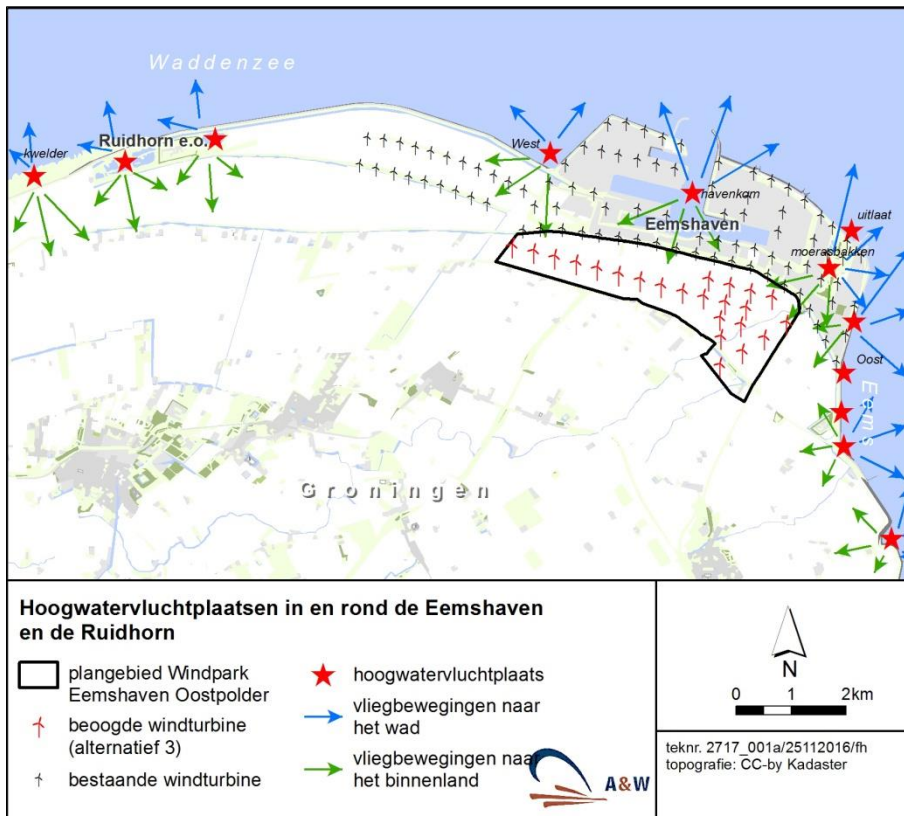 Waddenzee
kwelder
Ruidhorn e.o.
West
havenkom
Eemshaven
uitlaat
moerasbakken
Oost
Eems
Groningen
Hoogwatervluchtplaatsen in en rond de Eemshaven
en de Ruidhorn
plangebied Windpark
Eemshaven Oostpolder
beoogde windturbine
(alternatief 3)
bestaande windturbine
hoogwatervluchtplaats
vliegbewegingen naar
het wad
vliegbewegingen naar
het binnenland
A&W
N
0 1 2km
teknr. 2717_001a/25112016/fh
topografie: CC-by Kadaster